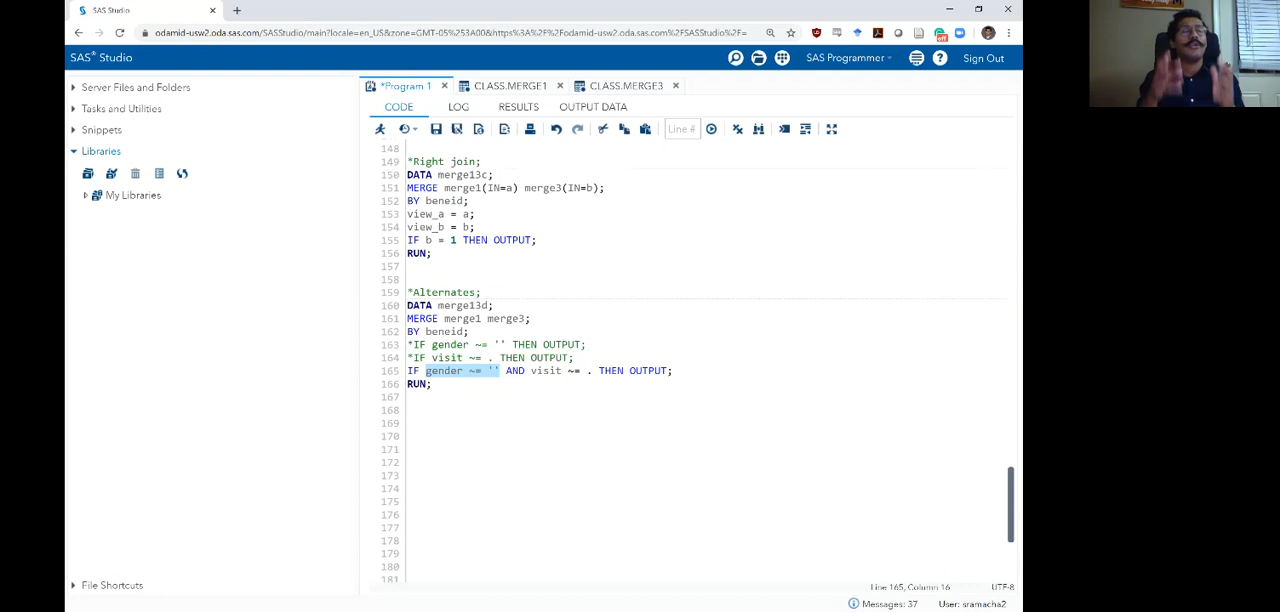 SAS Studio
odamid-usw2.oda.sas.com/SASStudio/main?locale=en_US&zone=GMT-05%253A00&https%3A%2F%2Fodamid-usw2.oda.sas.com%2FSASStudio%2F=
SAS® Studio
SAS Programmer
Sign Out
Server Files and Folders
Tasks and Utilities
Snippets
Libraries
My Libraries
File Shortcuts
*Program 1
CLASS.MERGE1
CLASS.MERGE3
CODE
LOG
RESULTS
OUTPUT DATA
Line #
148
149 *Right join;
150 DATA merge13c;
151 MERGE merge1(IN=a) merge3(IN=b);
152 BY beneid;
153 view_a = a;
154 view_b = b;
155 IF b = 1 THEN OUTPUT;
156 RUN;
157
158
159 *Alternates;
160 DATA merge13d;
161 MERGE merge1 merge3;
162 BY beneid;
163 *IF gender ~= '' THEN OUTPUT;
164 *IF visit ~= . THEN OUTPUT;
165 IF gender ~= '' AND visit ~= . THEN OUTPUT;
166 RUN;
167
168
169
170
171
172
173
174
175
176
177
178
179
180
181
Line 165, Column 16
UTF-8
Messages: 37
User: sramacha2